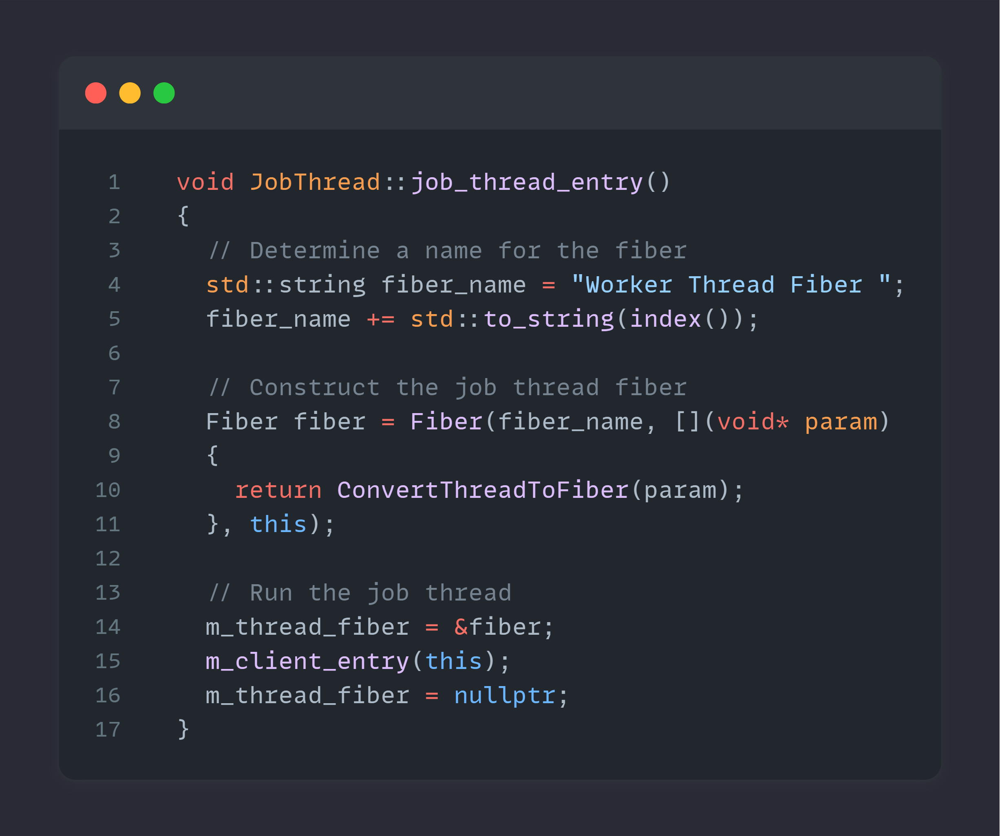 1 void JobThread::job_thread_entry()
2 {
3   // Determine a name for the fiber
4   std::string fiber_name = "Worker Thread Fiber ";
5   fiber_name += std::to_string(index());
6
7   // Construct the job thread fiber
8   Fiber fiber = Fiber(fiber_name, [](void* param)
9   {
10     return ConvertThreadToFiber(param);
11   }, this);
12
13   // Run the job thread
14   m_thread_fiber = &fiber;
15   m_client_entry(this);
16   m_thread_fiber = nullptr;
17 }